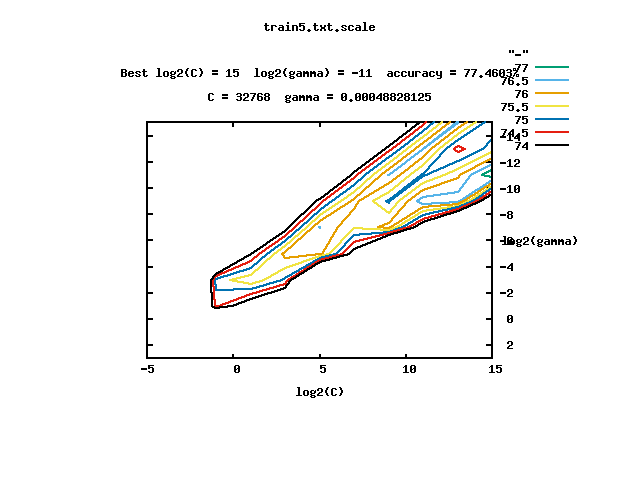 train5.txt.scale
"-"
Best log2(C) = 15  log2(gamma) = -11  accuracy = 77.4603%
77
76.5
C = 32768  gamma = 0.00048828125
76
75.5
75
74.5
-14
74
-12
-10
-8
-6
log2(gamma)
-4
-2
0
2
-5 0 5 10 15
log2(C)